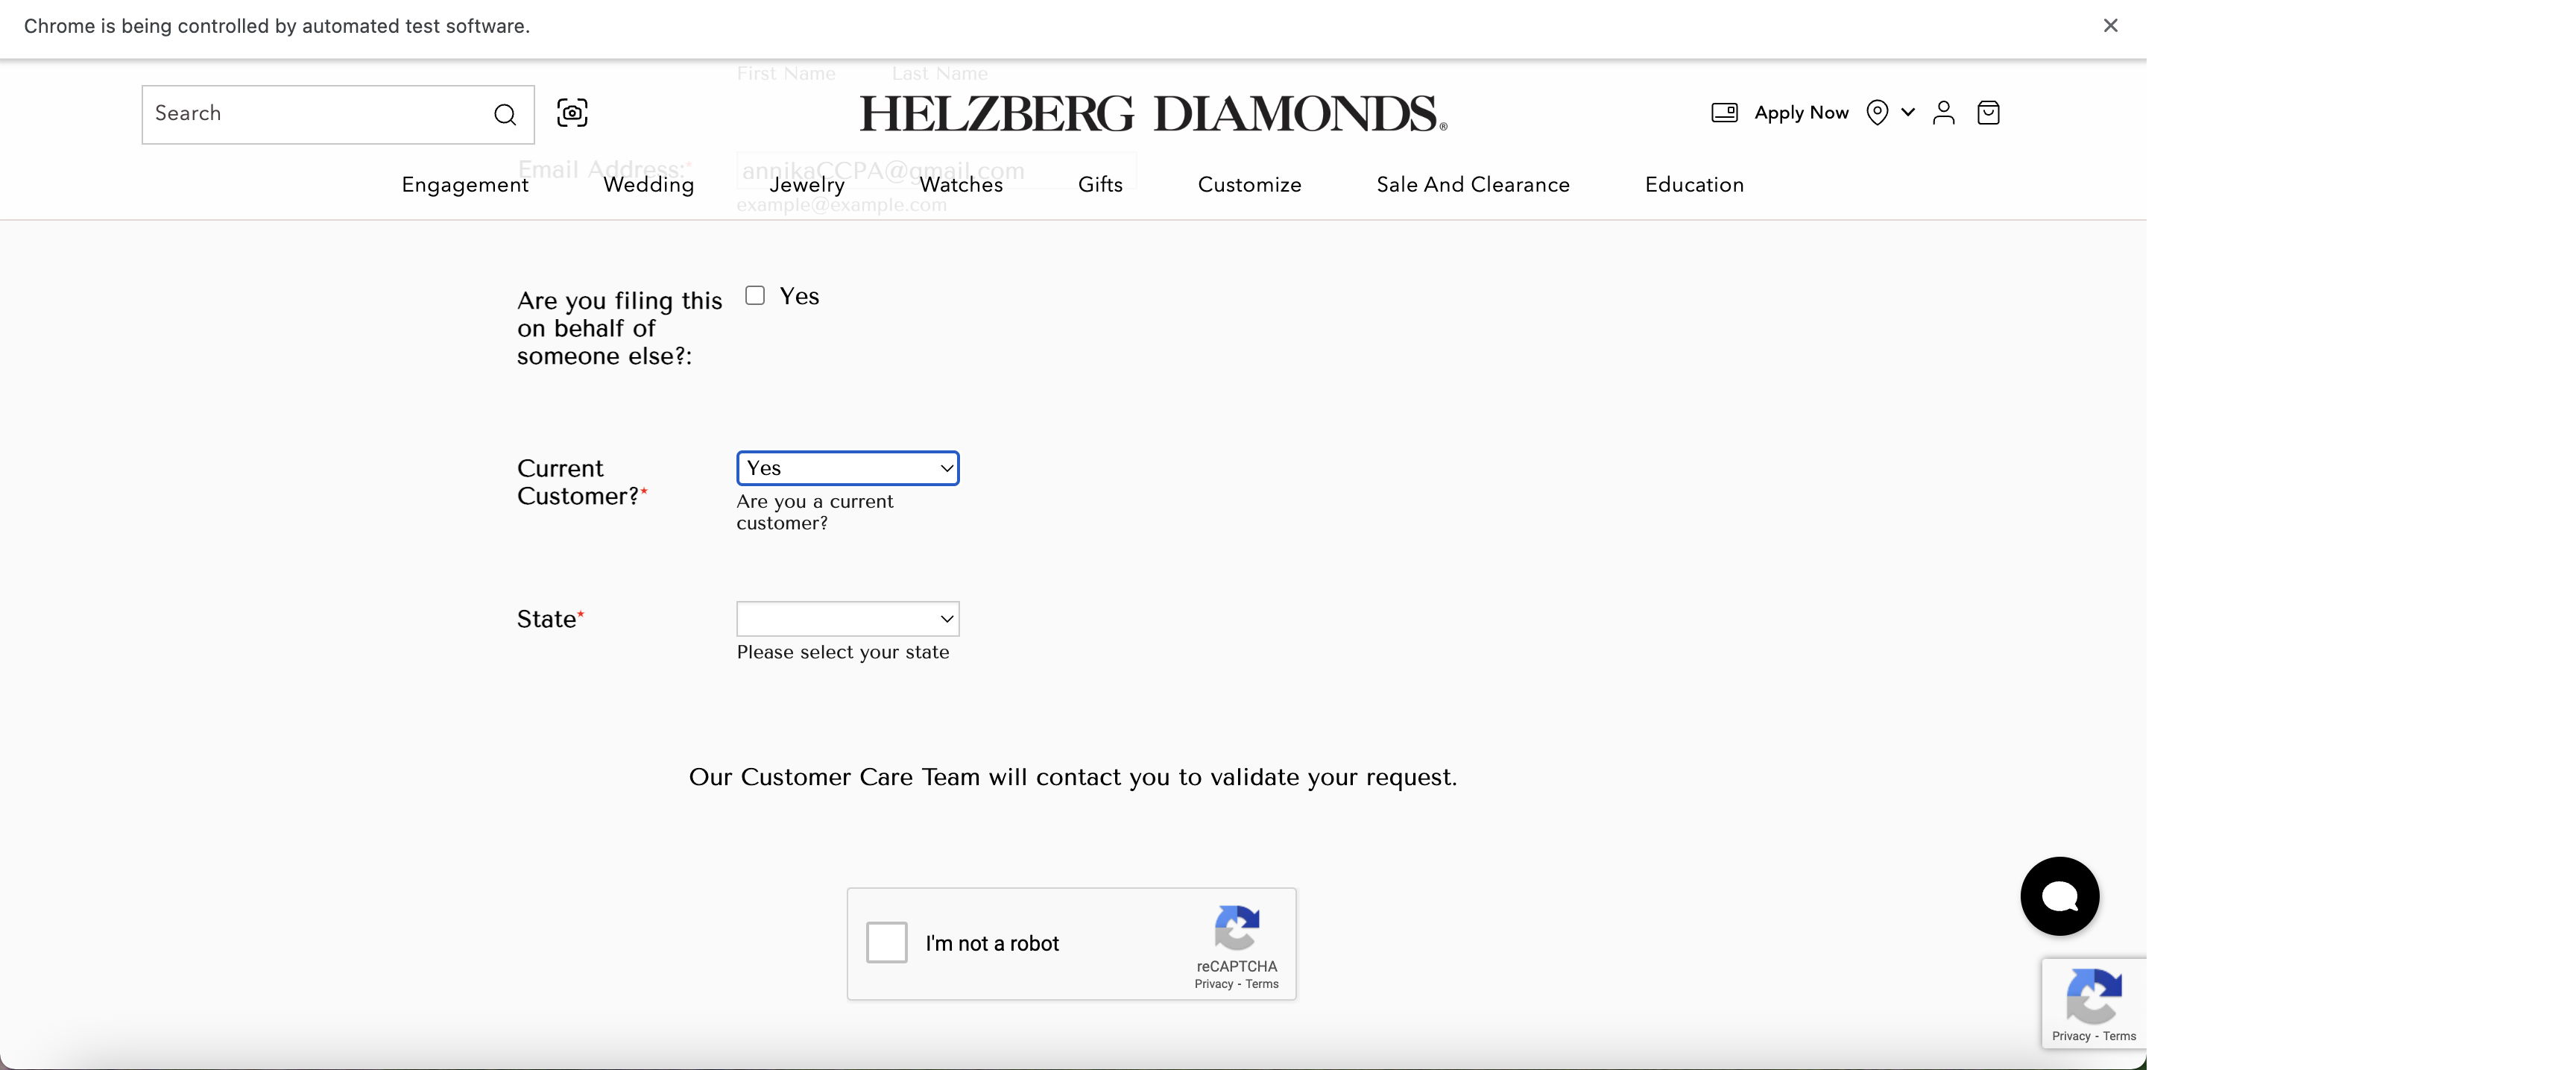 Chrome is being controlled by automated test software.
First Name Last Name
Search
HELZBERG DIAMONDS®
Apply Now
Email Address:*
annikaCCPA@gmail.com
Engagement Wedding Jewelry Watches Gifts Customize Sale And Clearance Education
example@example.com
Are you filing this
on behalf of
someone else?:
Yes
Current
Customer?*
Yes
Are you a current
customer?
State*
Please select your state
Our Customer Care Team will contact you to validate your request.
I'm not a robot
reCAPTCHA
Privacy - Terms
Privacy - Terms